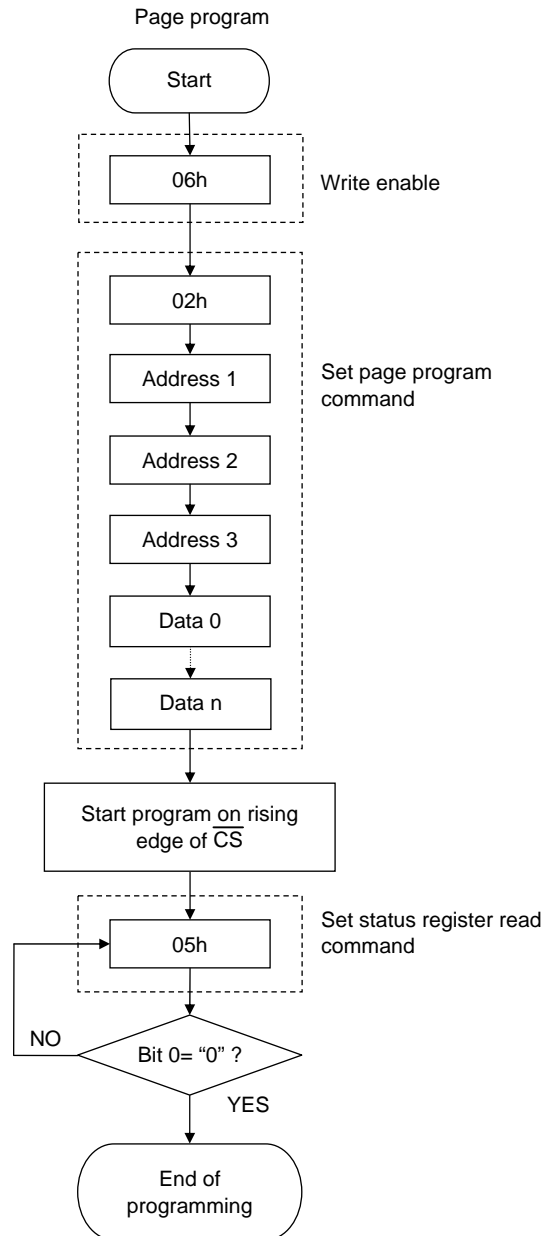 Page program
Start
06h
Write enable
02h
Address 1
Set page program
command
Address 2
Address 3
Data 0
Data n
Start program on rising
edge of C̅S̅
05h
Set status register read
command
NO
Bit 0= “0” ?
YES
End of
programming